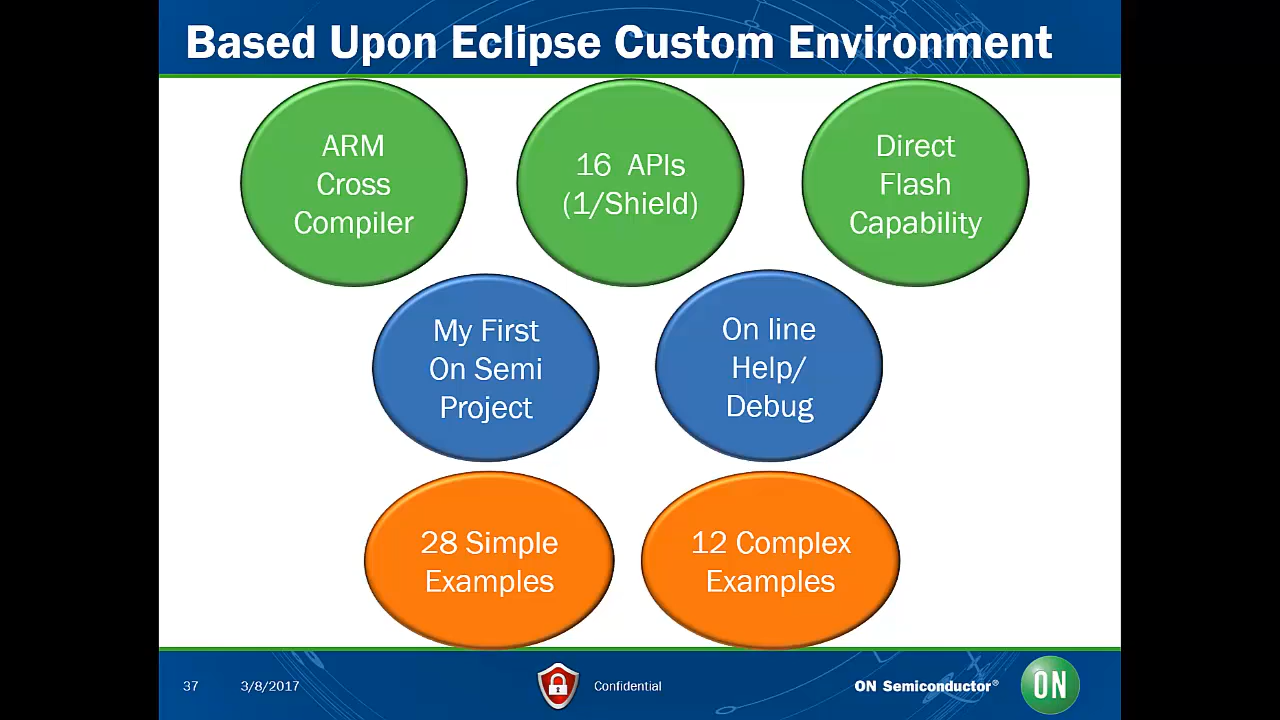 Based Upon Eclipse Custom Environment
ARM
Cross
Compiler
16 APIs
(1/Shield)
Direct
Flash
Capability
My First
On Semi
Project
On line
Help/
Debug
28 Simple
Examples
12 Complex
Examples
37
3/8/2017
Confidential
ON Semiconductor®
ON